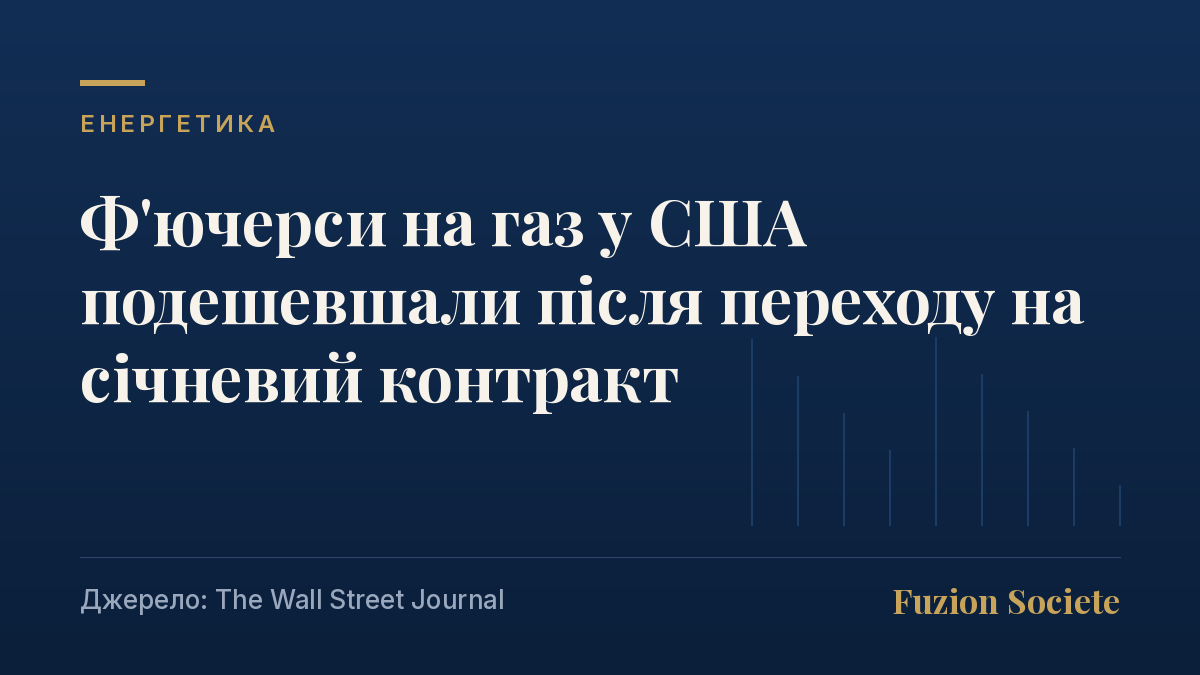 ЕНЕРГЕТИКА
Ф'ючерси на газ у США
подешевшали після переходу на
січневий контракт
Джерело: The Wall Street Journal
Fuzion Societe